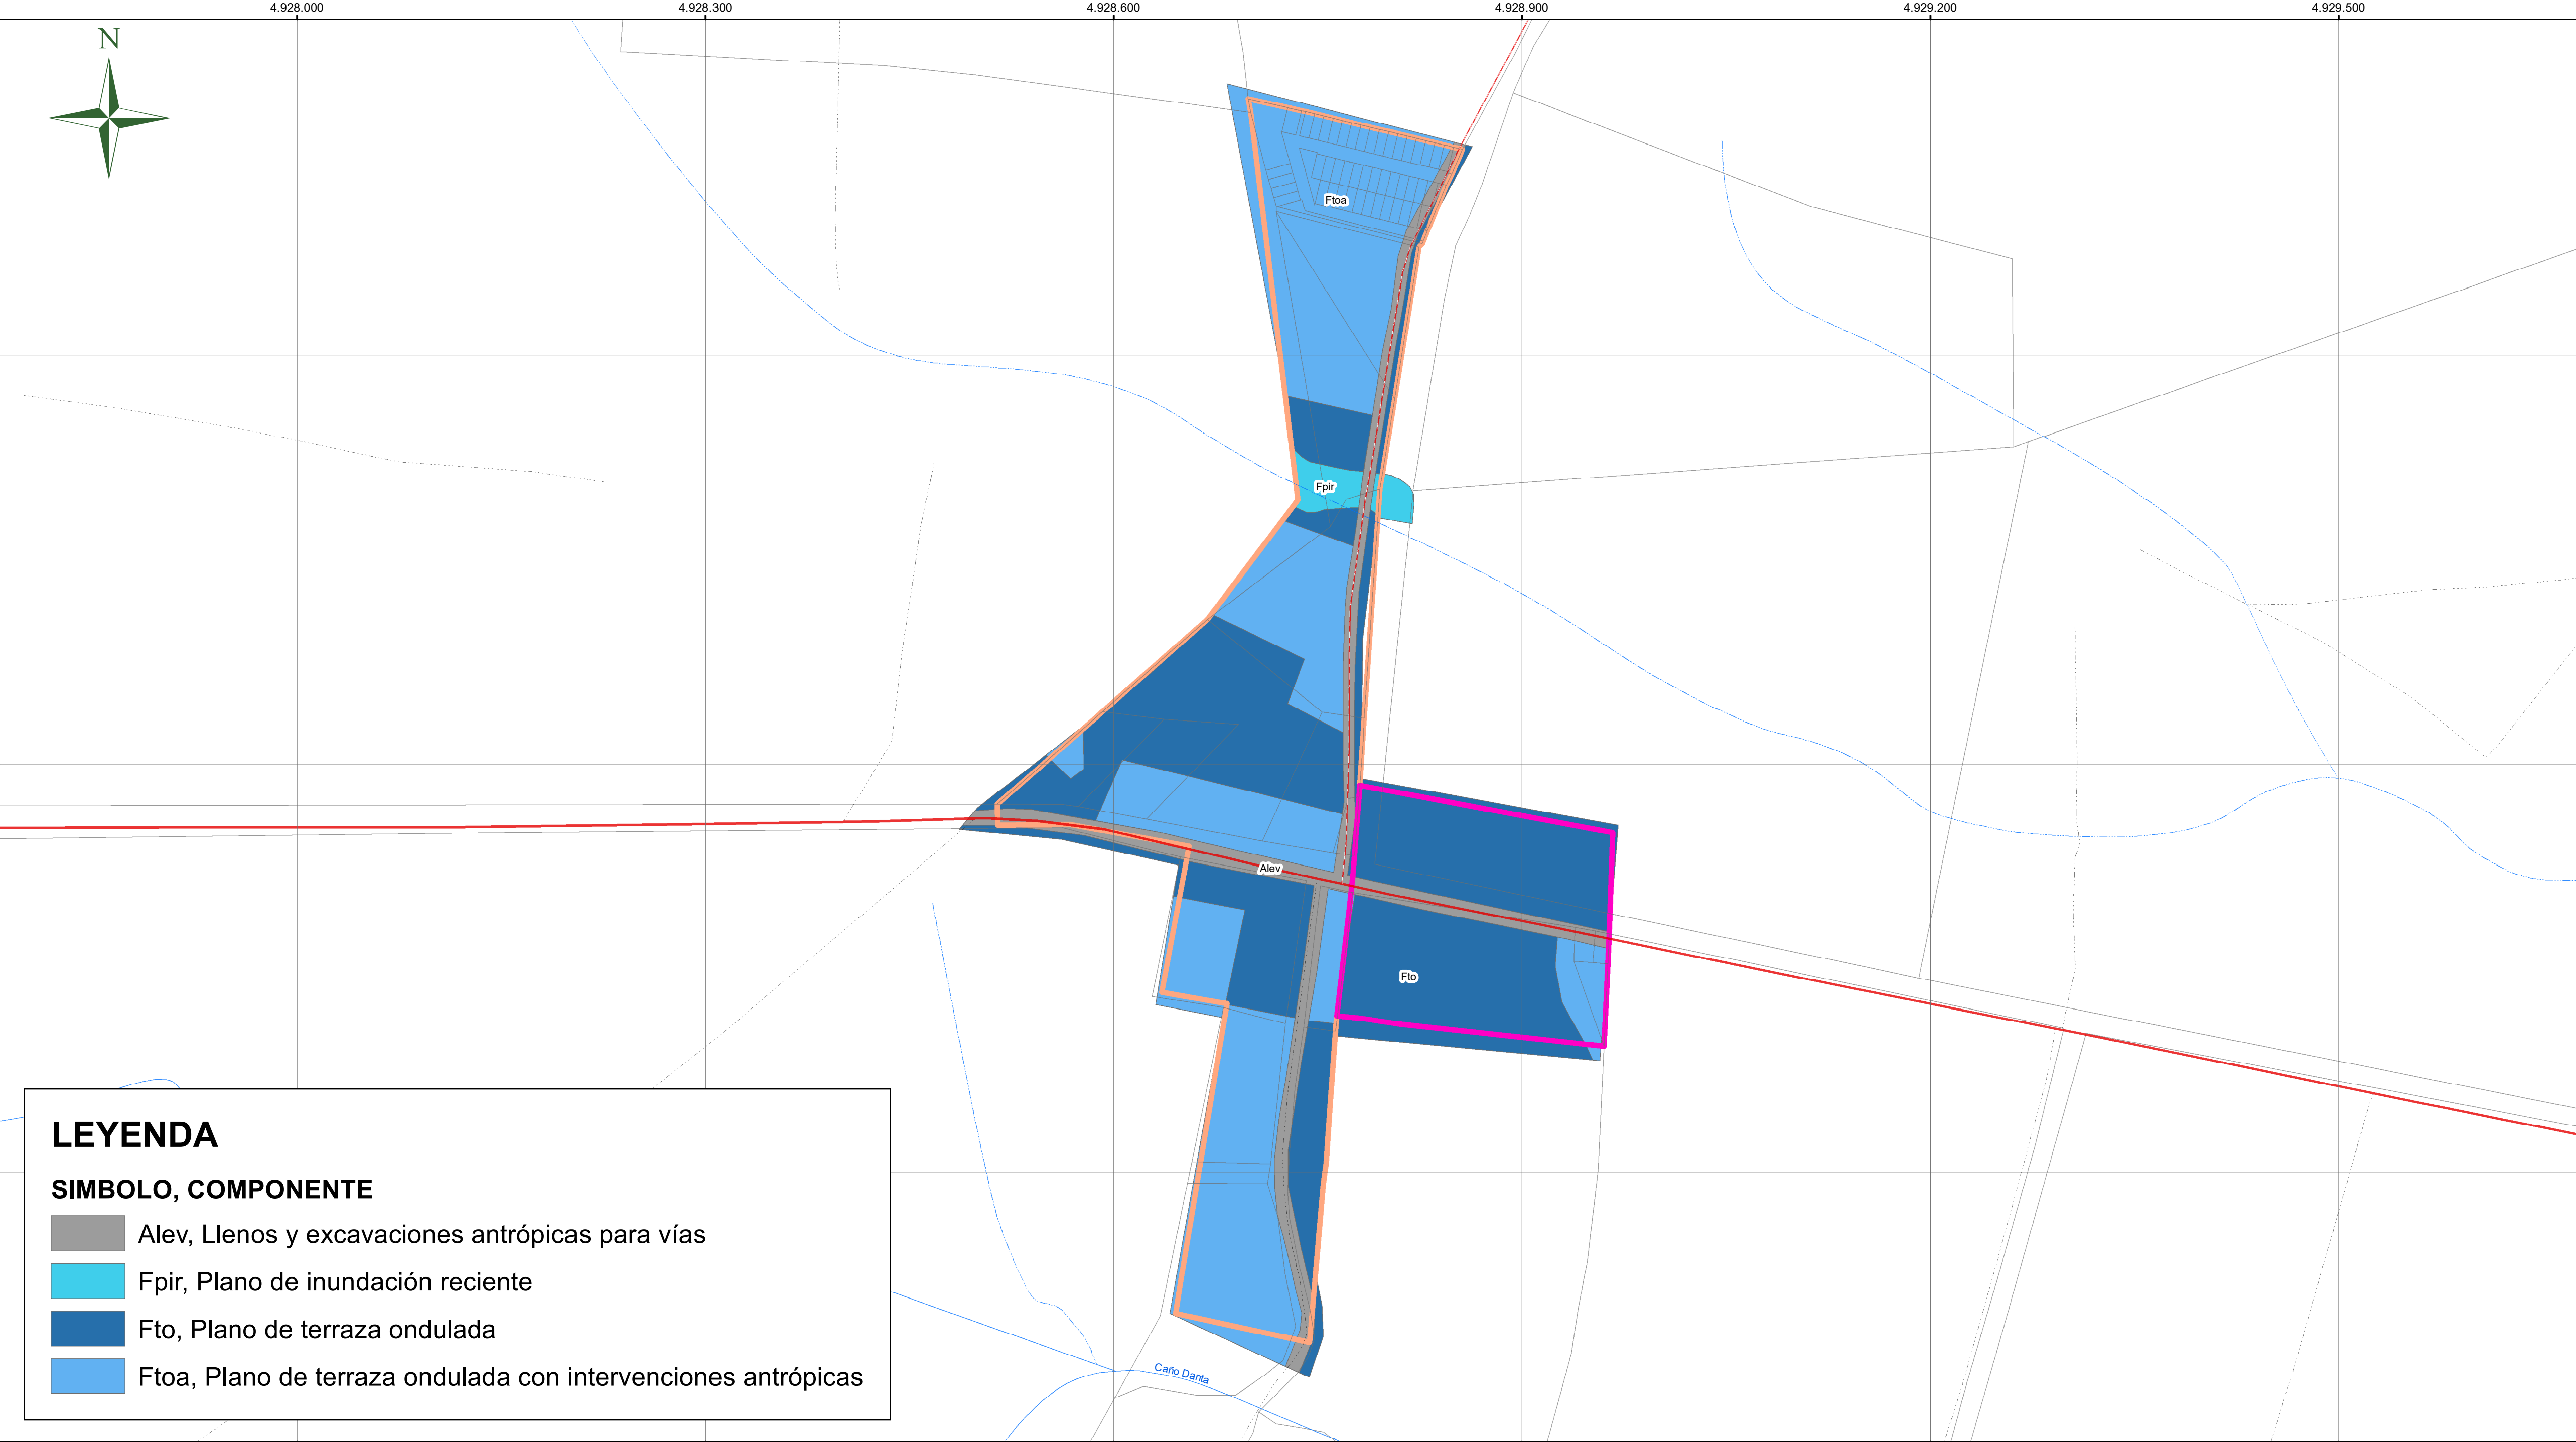 4.928.000 4.928.300 4.928.600 4.928.900 4.929.200 4.929.500
N
Ftoa
Fpir
Alev
Fto
LEYENDA
SIMBOLO, COMPONENTE
Alev, Llenos y excavaciones antrópicas para vías
Fpir, Plano de inundación reciente
Fto, Plano de terraza ondulada
Ftoa, Plano de terraza ondulada con intervenciones antrópicas
Caño Danta